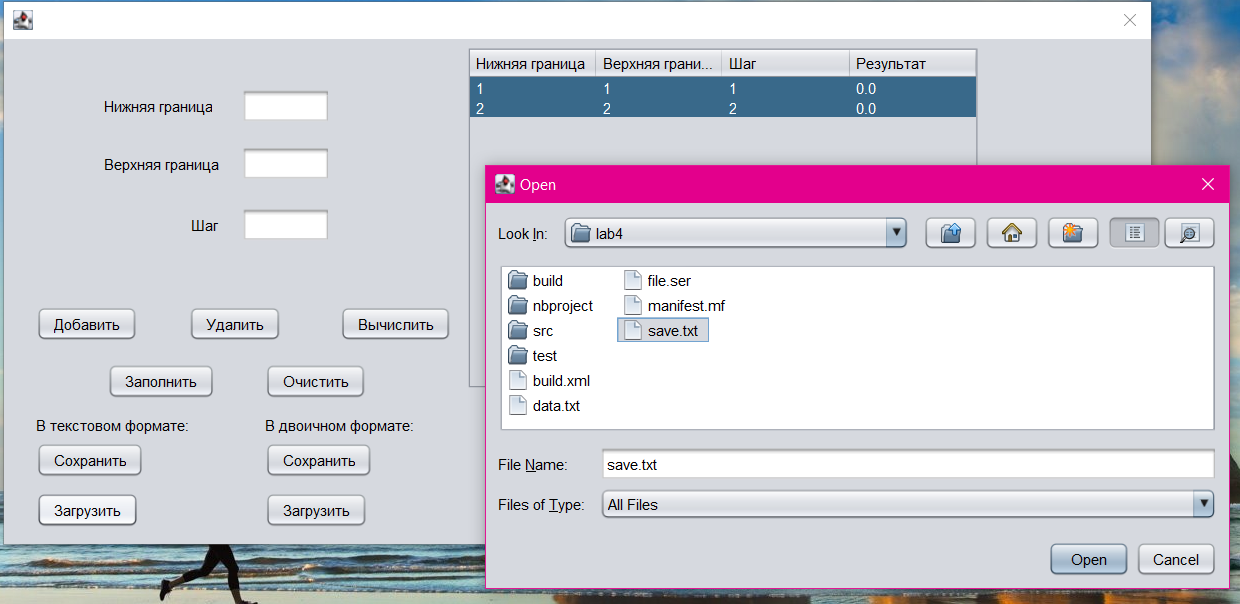 Нижняя граница Верхняя грани... Шаг Результат
1 1 1 0.0
2 2 2 0.0
Нижняя граница
Верхняя граница
Шаг
Добавить Удалить Вычислить
Заполнить Очистить
В текстовом формате: В двоичном формате:
Сохранить Сохранить
Загрузить Загрузить
Open
Look In: lab4
build file.ser
nbproject manifest.mf
src save.txt
test
build.xml
data.txt
File Name: save.txt
Files of Type: All Files
Open Cancel